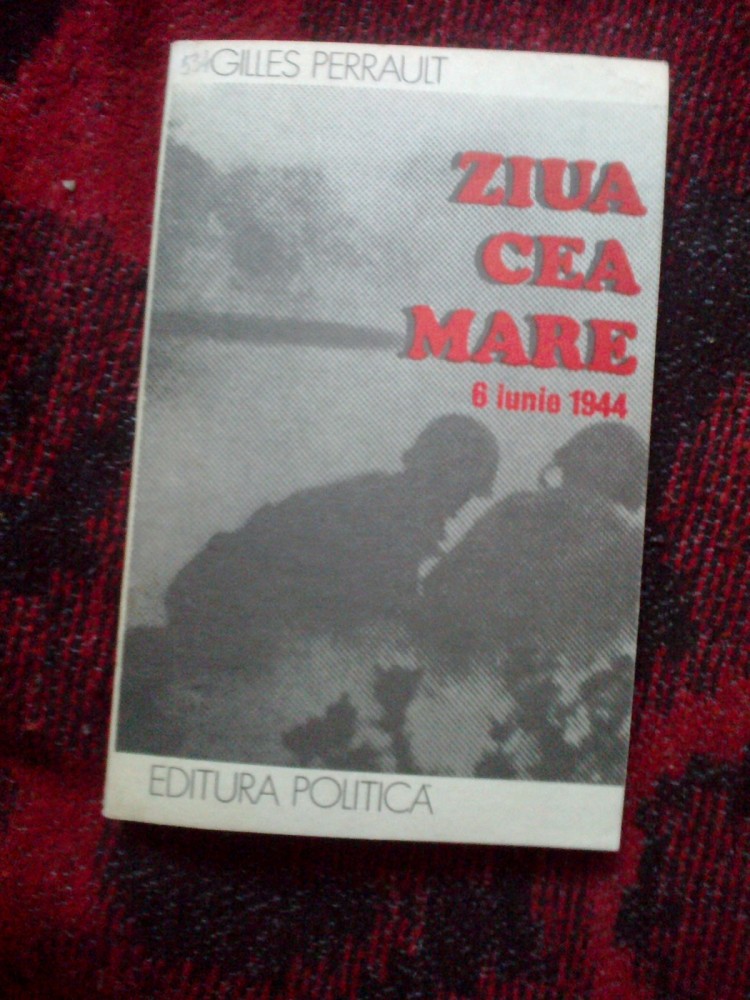 GILLES PERRAULT
ZIUA
CEA
MARE
6 iunie 1944
EDITURA POLITICĂ